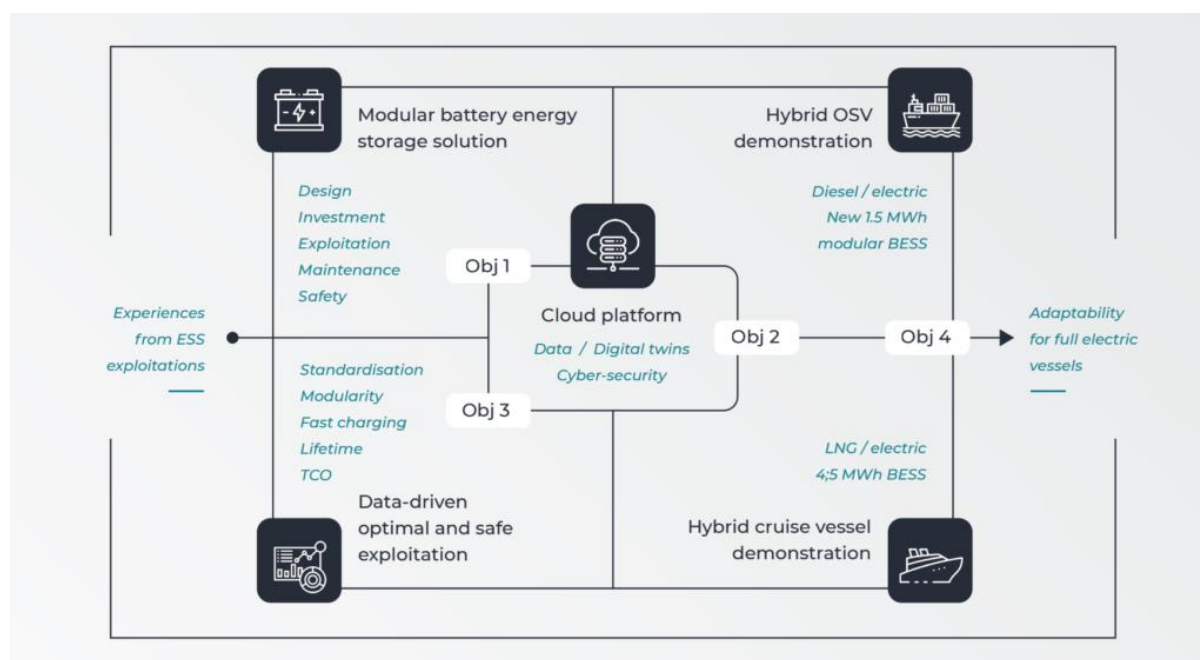 Modular battery energy
storage solution
Hybrid OSV
demonstration
Design
Investment
Exploitation
Maintenance
Safety
Diesel / electric
New 1.5 MWh
modular BESS
Obj 1
Experiences
from ESS
exploitations
Cloud platform
Data / Digital twins
Cyber-security
Obj 2
Obj 4
Adaptability
for full electric
vessels
Standardisation
Modularity
Fast charging
Lifetime
TCO
Obj 3
LNG / electric
4;5 MWh BESS
Data-driven
optimal and safe
exploitation
Hybrid cruise vessel
demonstration